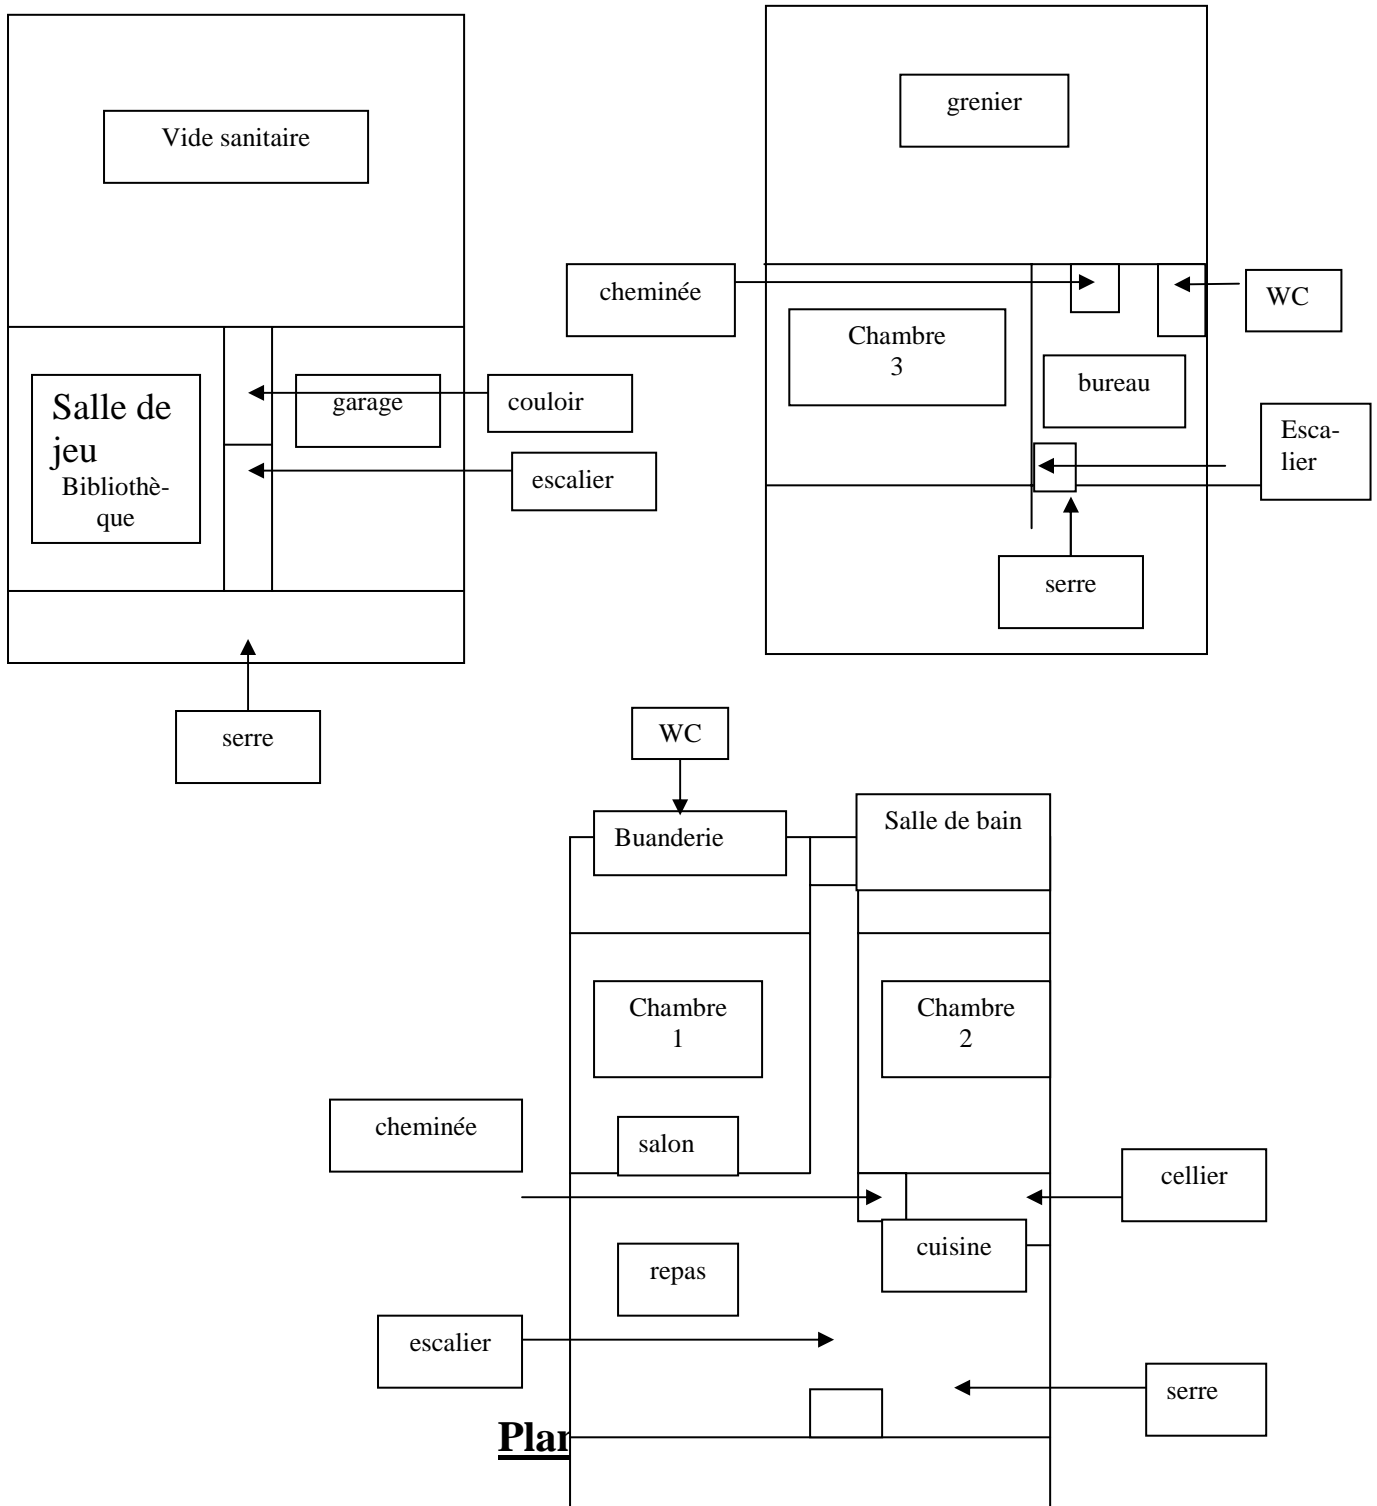 Vide sanitaire
Salle de
jeu
Bibliothè-
que
garage
couloir
escalier
serre
grenier
cheminée
WC
Chambre
3
bureau
Esca-
lier
serre
WC
Buanderie
Salle de bain
Chambre
1
Chambre
2
cheminée
salon
cellier
cuisine
repas
escalier
serre
Plan